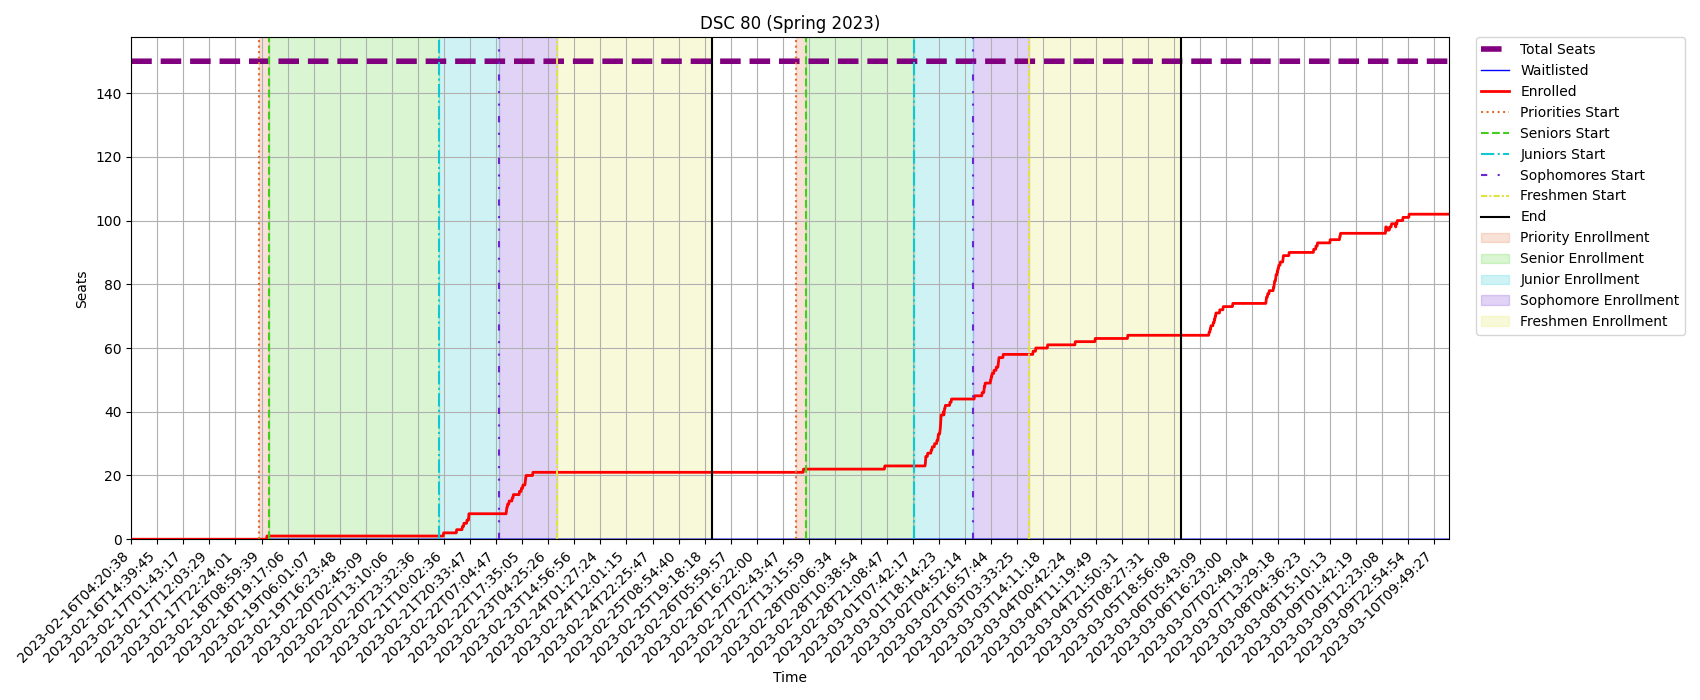 DSC 80 (Spring 2023)
140
120
100
80
60
40
20
0
Seats
2023-02-16T04:20:38
2023-02-16T14:39:45
2023-02-17T01:43:17
2023-02-17T12:03:29
2023-02-17T22:24:01
2023-02-18T08:59:39
2023-02-18T19:17:06
2023-02-19T06:01:07
2023-02-19T16:23:48
2023-02-20T02:45:09
2023-02-20T13:10:06
2023-02-20T23:32:36
2023-02-21T10:02:36
2023-02-21T20:33:47
2023-02-22T07:04:47
2023-02-22T17:35:05
2023-02-23T04:25:26
2023-02-23T14:56:56
2023-02-24T01:27:24
2023-02-24T12:01:15
2023-02-24T22:25:47
2023-02-25T08:54:40
2023-02-25T19:18:18
2023-02-26T05:59:57
2023-02-26T16:22:00
2023-02-27T02:43:47
2023-02-27T13:15:59
2023-02-28T00:06:34
2023-02-28T10:38:54
2023-02-28T21:08:47
2023-03-01T07:42:17
2023-03-01T18:14:23
2023-03-02T04:52:14
2023-03-02T16:57:44
2023-03-03T03:33:25
2023-03-03T14:11:18
2023-03-04T00:42:24
2023-03-04T11:19:49
2023-03-04T21:50:31
2023-03-05T08:27:31
2023-03-05T18:56:08
2023-03-06T05:43:09
2023-03-06T16:23:00
2023-03-07T02:49:04
2023-03-07T13:29:18
2023-03-08T04:36:23
2023-03-08T15:10:13
2023-03-09T01:42:19
2023-03-09T12:23:08
2023-03-09T22:54:54
2023-03-10T09:49:27
Time
Total Seats
Waitlisted
Enrolled
Priorities Start
Seniors Start
Juniors Start
Sophomores Start
Freshmen Start
End
Priority Enrollment
Senior Enrollment
Junior Enrollment
Sophomore Enrollment
Freshmen Enrollment